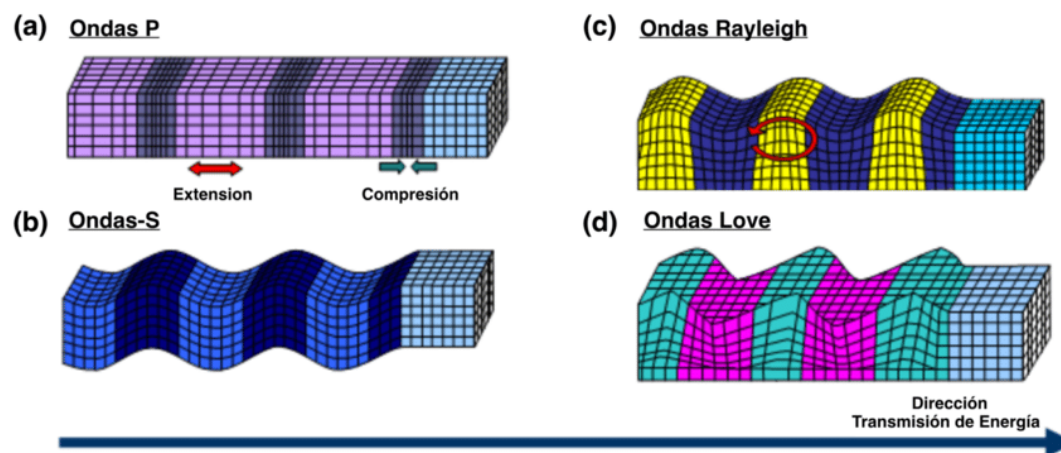 (a) Ondas P
Extension
Compresión
(b) Ondas-S
(c) Ondas Rayleigh
(d) Ondas Love
Dirección
Transmisión de Energía